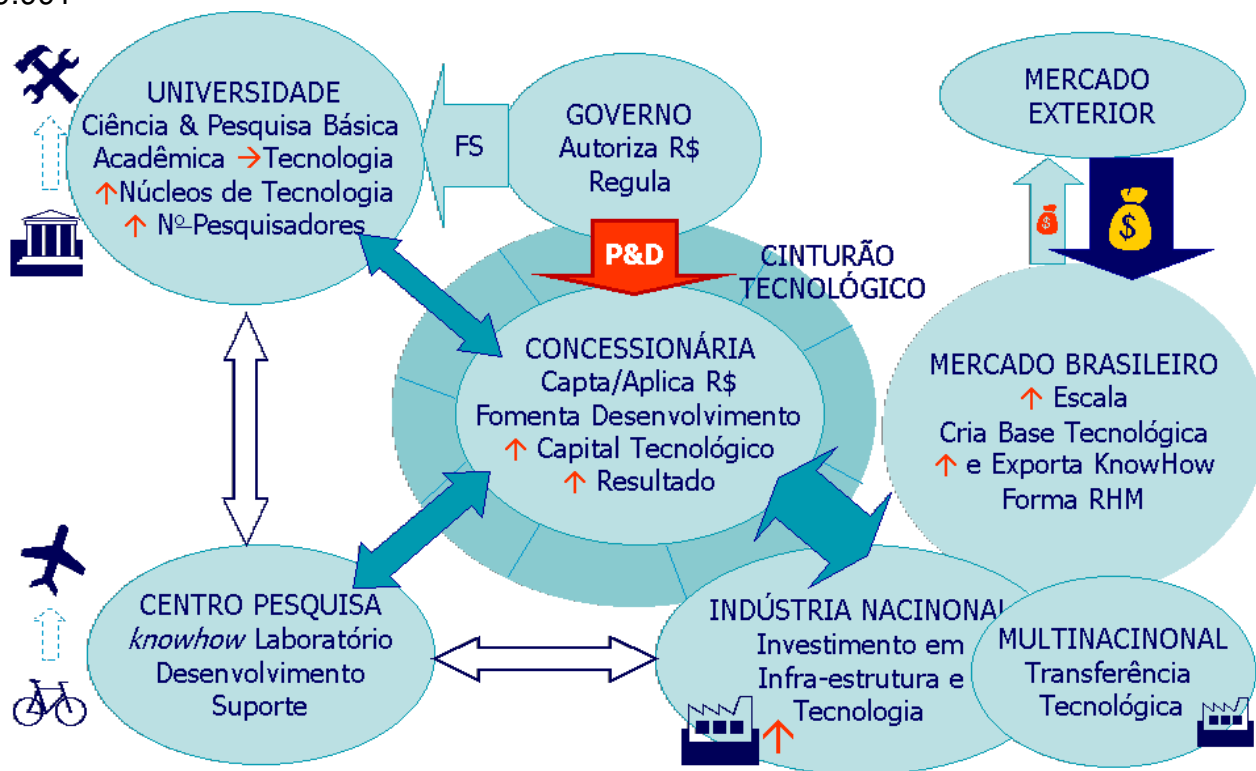 UNIVERSIDADE
Ciência & Pesquisa Básica
Acadêmica →Tecnologia
↑Núcleos de Tecnologia
↑ Nº Pesquisadores
FS
GOVERNO
Autoriza R$
Regula
MERCADO
EXTERIOR
P&D
CINTURÃO
TECNOLÓGICO
$
$
CONCESSIONÁRIA
Capta/Aplica R$
Fomenta Desenvolvimento
↑ Capital Tecnológico
↑ Resultado
MERCADO BRASILEIRO
↑ Escala
Cria Base Tecnológica
↑ e Exporta KnowHow
Forma RHM
CENTRO PESQUISA
knowhow Laboratório
Desenvolvimento
Suporte
INDÚSTRIA NACINONAL
Investimento em
Infra-estrutura e
Tecnologia
MULTINACINONAL
Transferência
Tecnológica